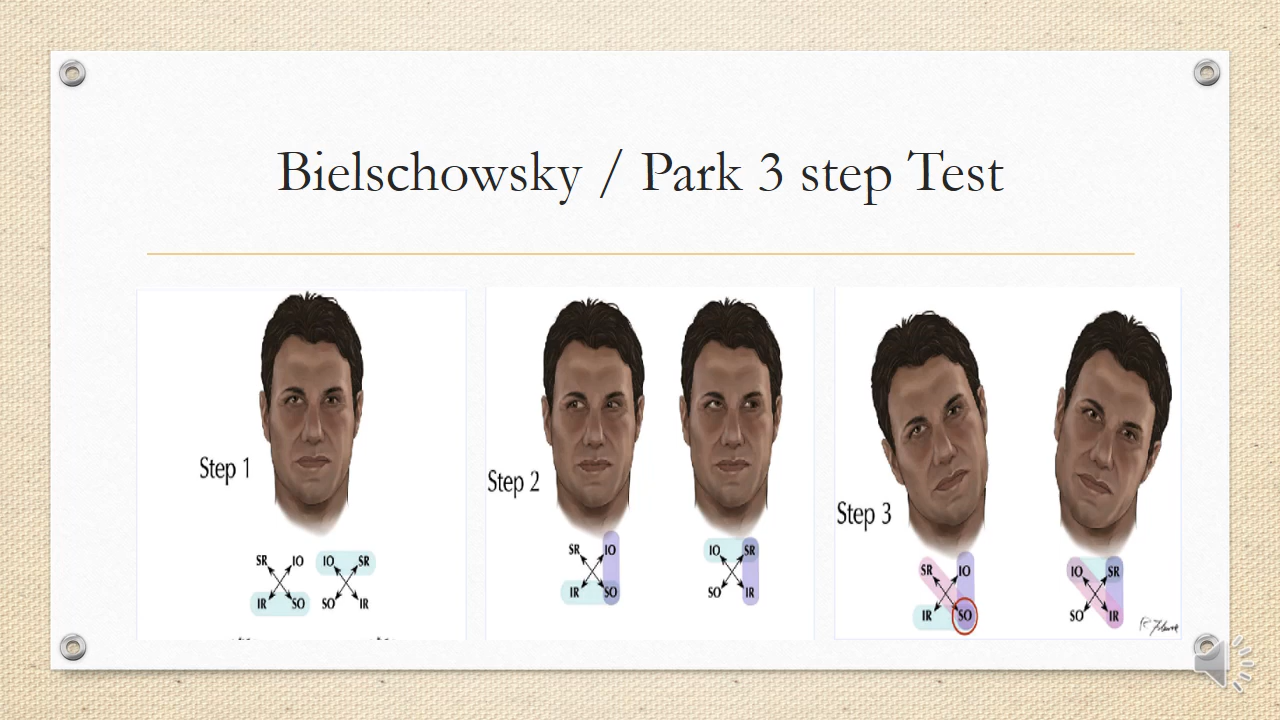 Bielschowsky / Park 3 step Test
Step 1
SR IO IO SR
IR SO SO IR
Step 2
SR IO
IR SO
IO SR
SO IR
Step 3
SR IO
IR SO
IO SR
SO IR